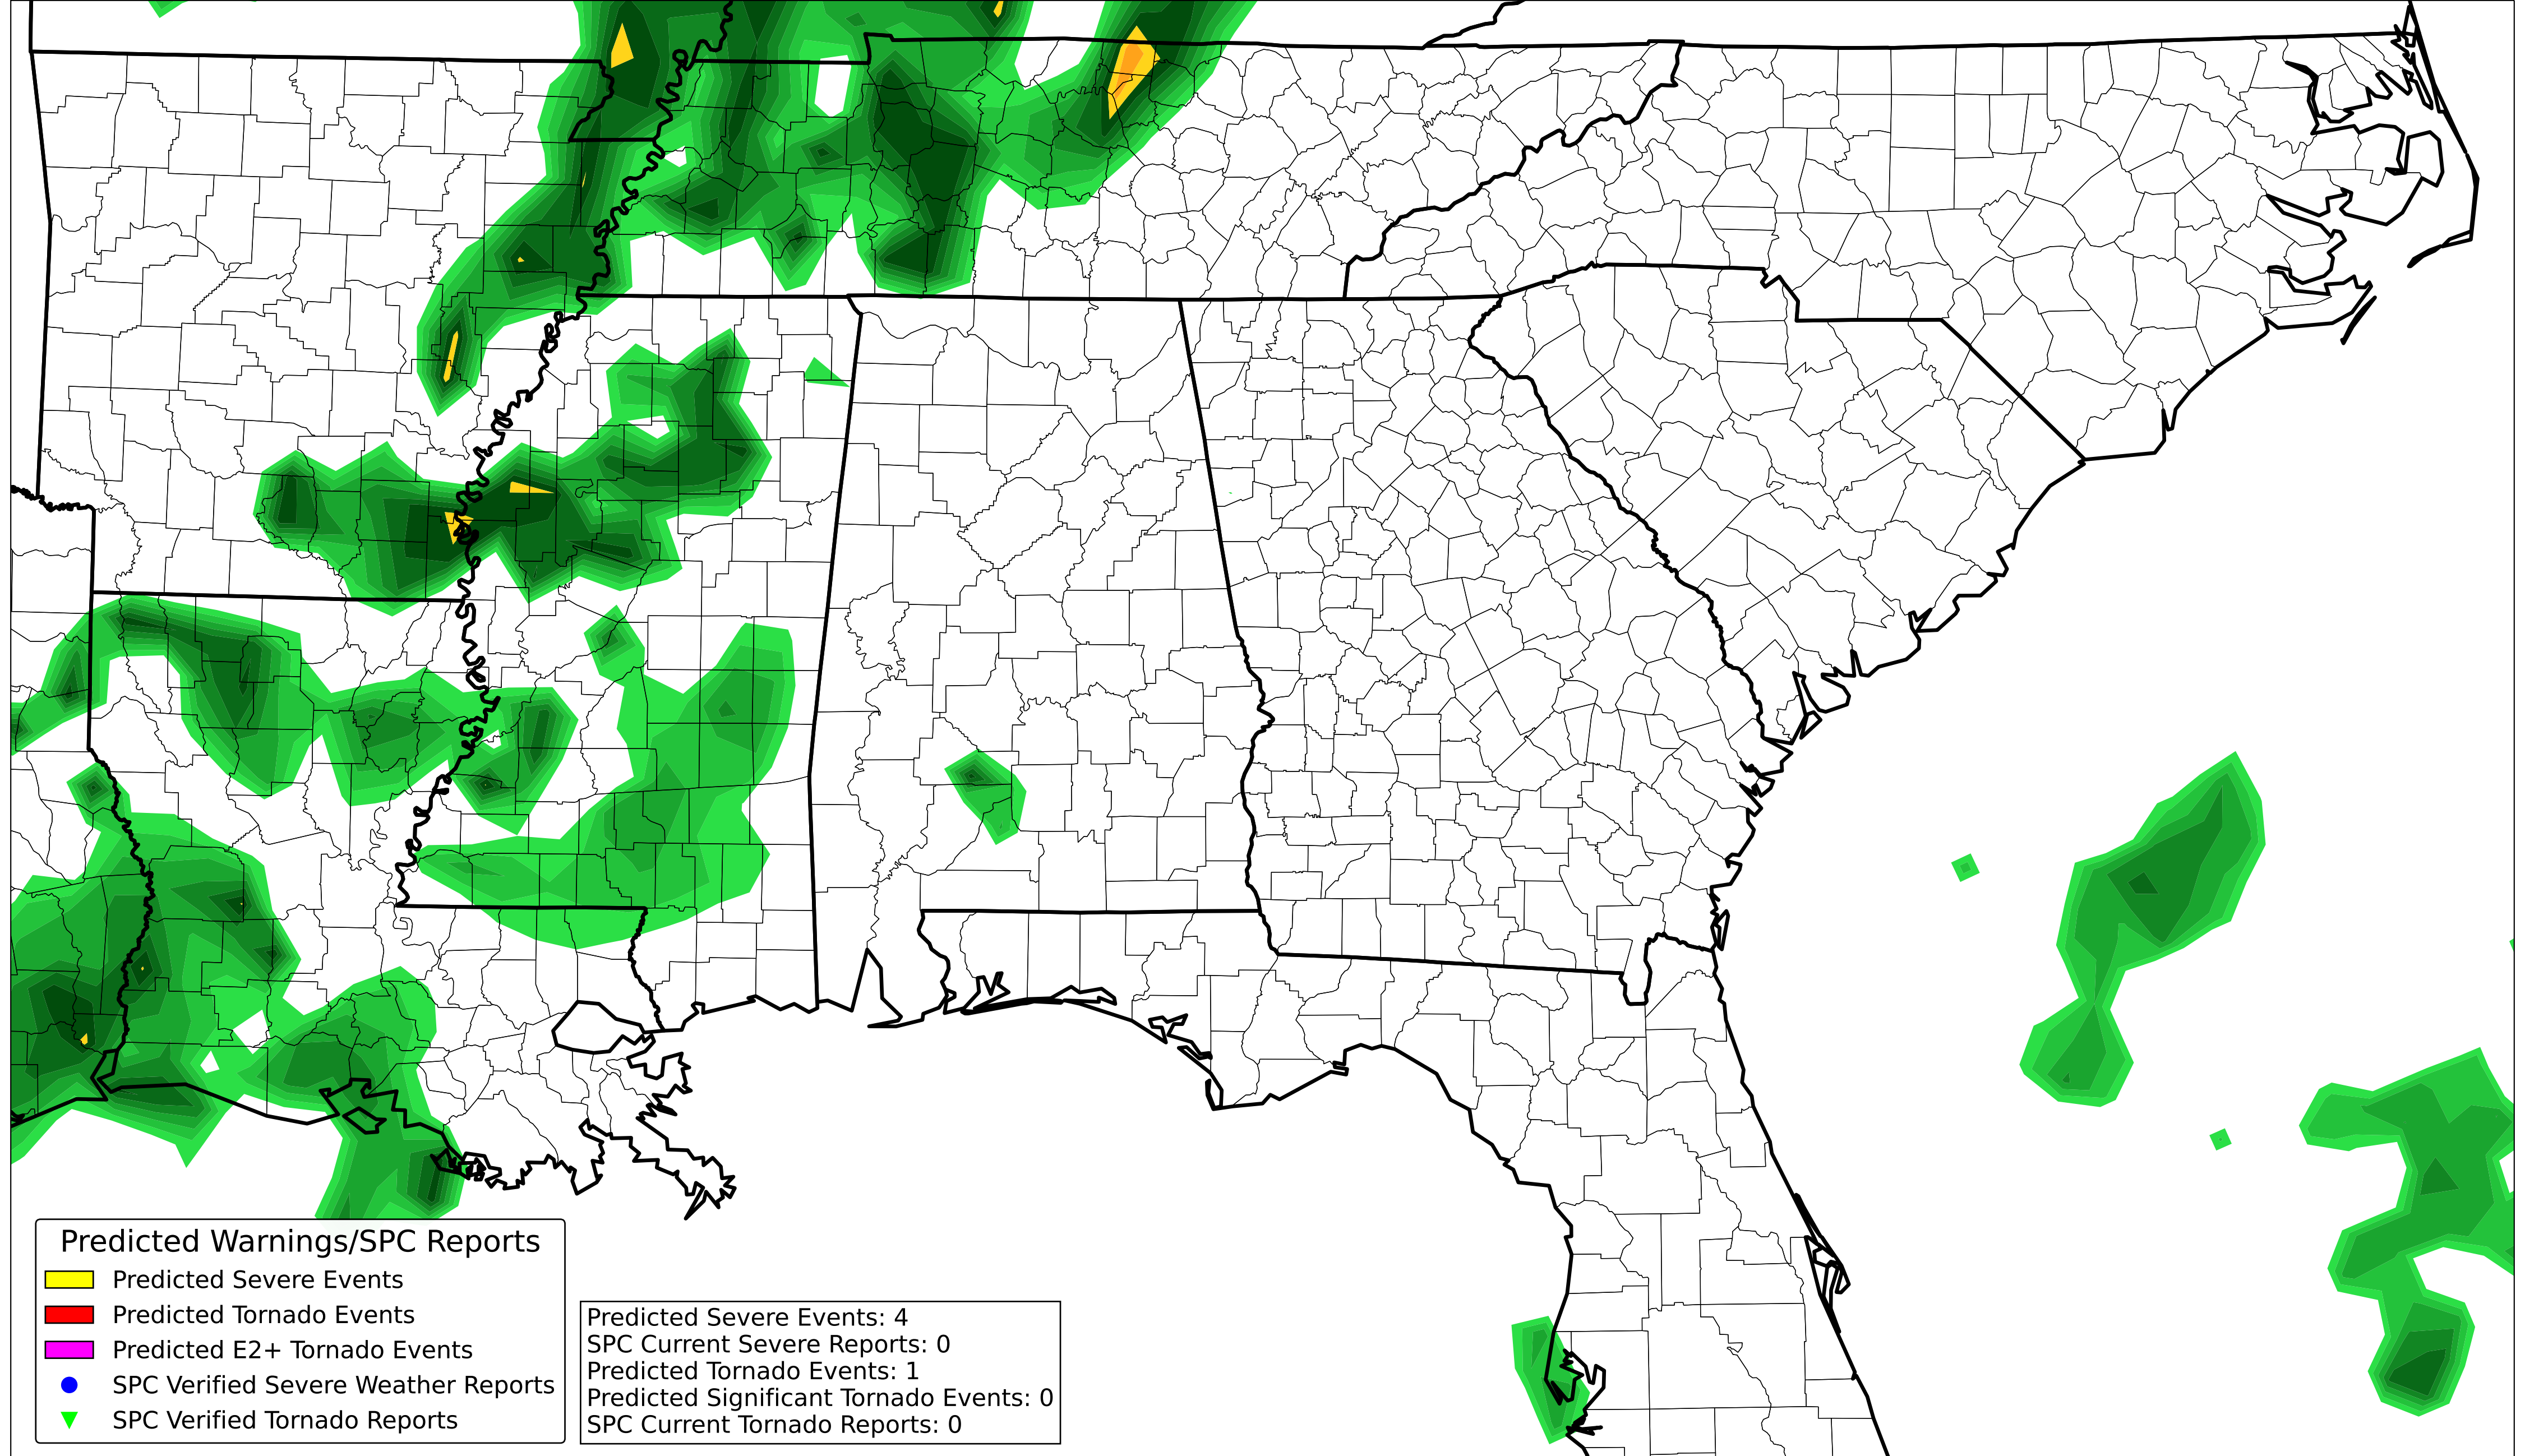 Predicted Warnings/SPC Reports
Predicted Severe Events
Predicted Tornado Events
Predicted E2+ Tornado Events
SPC Verified Severe Weather Reports
SPC Verified Tornado Reports
Predicted Severe Events: 4
SPC Current Severe Reports: 0
Predicted Tornado Events: 1
Predicted Significant Tornado Events: 0
SPC Current Tornado Reports: 0